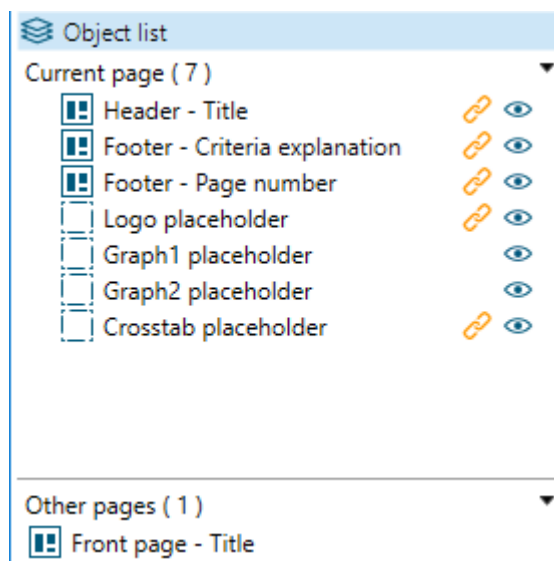 Object list
Current page ( 7 )
Header - Title
Footer - Criteria explanation
Footer - Page number
Logo placeholder
Graph1 placeholder
Graph2 placeholder
Crosstab placeholder
Other pages ( 1 )
Front page - Title